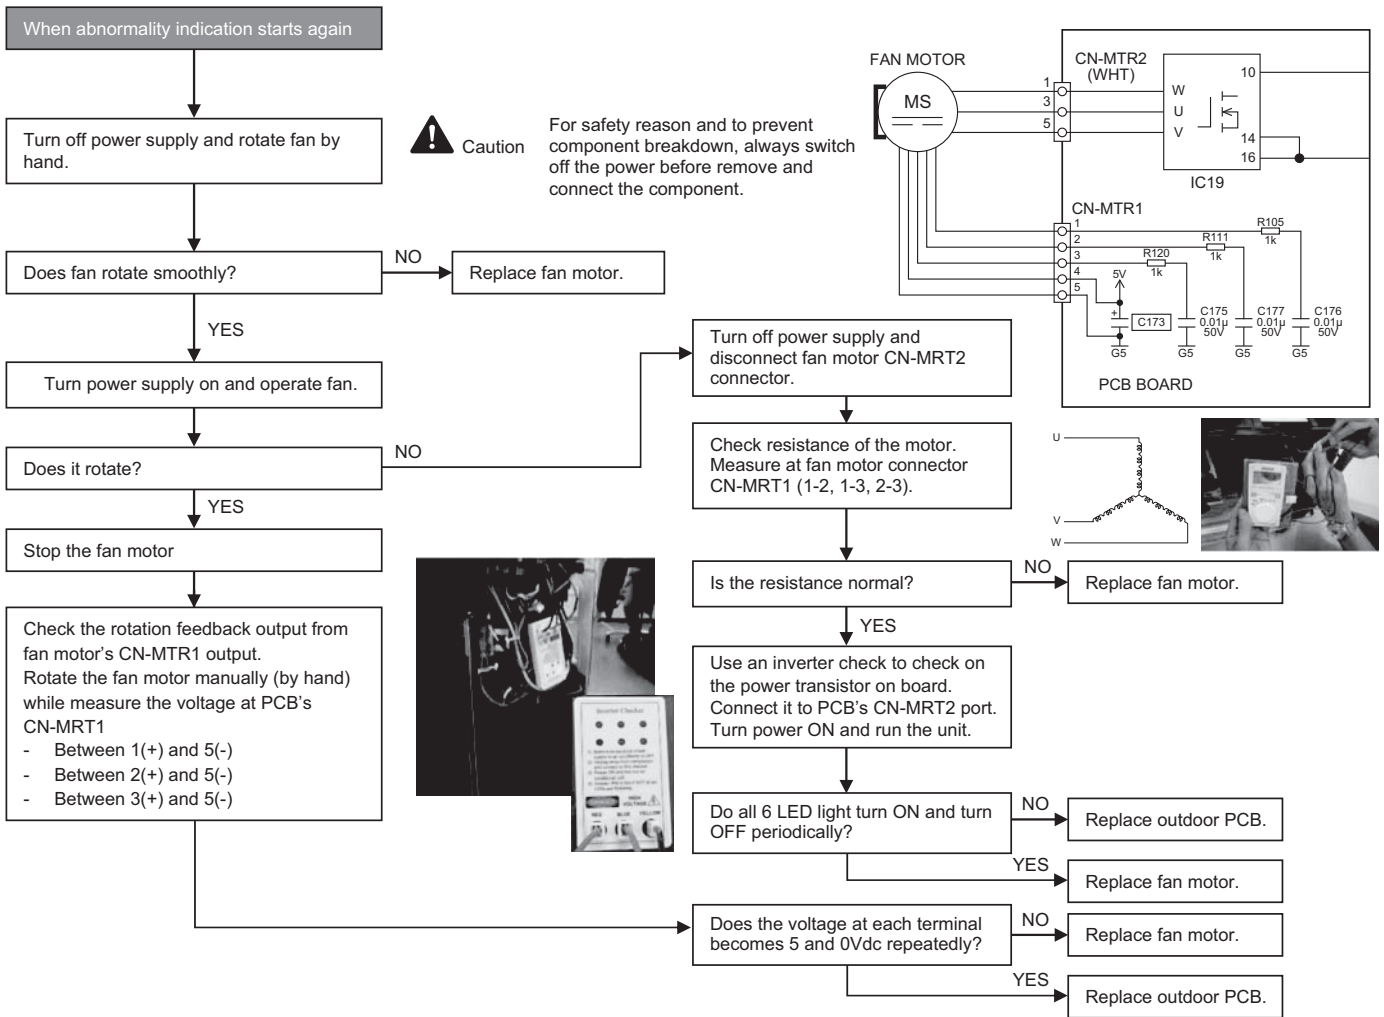 When abnormality indication starts again
Turn off power supply and rotate fan by
hand.
Caution
For safety reason and to prevent
component breakdown, always switch
off the power before remove and
connect the component.
Does fan rotate smoothly?
NO
Replace fan motor.
YES
Turn power supply on and operate fan.
Does it rotate?
NO
YES
Stop the fan motor
Check the rotation feedback output from
fan motor's CN-MTR1 output.
Rotate the fan motor manually (by hand)
while measure the voltage at PCB's
CN-MRT1
- Between 1(+) and 5(-)
- Between 2(+) and 5(-)
- Between 3(+) and 5(-)
FAN MOTOR
MS
CN-MTR2
(WHT)
1
3
5
W
U
V
10
14
16
IC19
CN-MTR1
1
2
3
4
5
R105
1k
R111
1k
R120
1k
5V
+
C173
C175
0.01µ
50V
C177
0.01µ
50V
C176
0.01µ
50V
G5
G5
G5
G5
PCB BOARD
Turn off power supply and
disconnect fan motor CN-MRT2
connector.
Check resistance of the motor.
Measure at fan motor connector
CN-MRT1 (1-2, 1-3, 2-3).
U
V
W
Is the resistance normal?
NO
Replace fan motor.
YES
Use an inverter check to check on
the power transistor on board.
Connect it to PCB's CN-MRT2 port.
Turn power ON and run the unit.
Inverter Checker
HIGH
VOLTAGE
RED BLUE YELLOW
Do all 6 LED light turn ON and turn
OFF periodically?
NO
Replace outdoor PCB.
YES
Replace fan motor.
Does the voltage at each terminal
becomes 5 and 0Vdc repeatedly?
NO
Replace fan motor.
YES
Replace outdoor PCB.